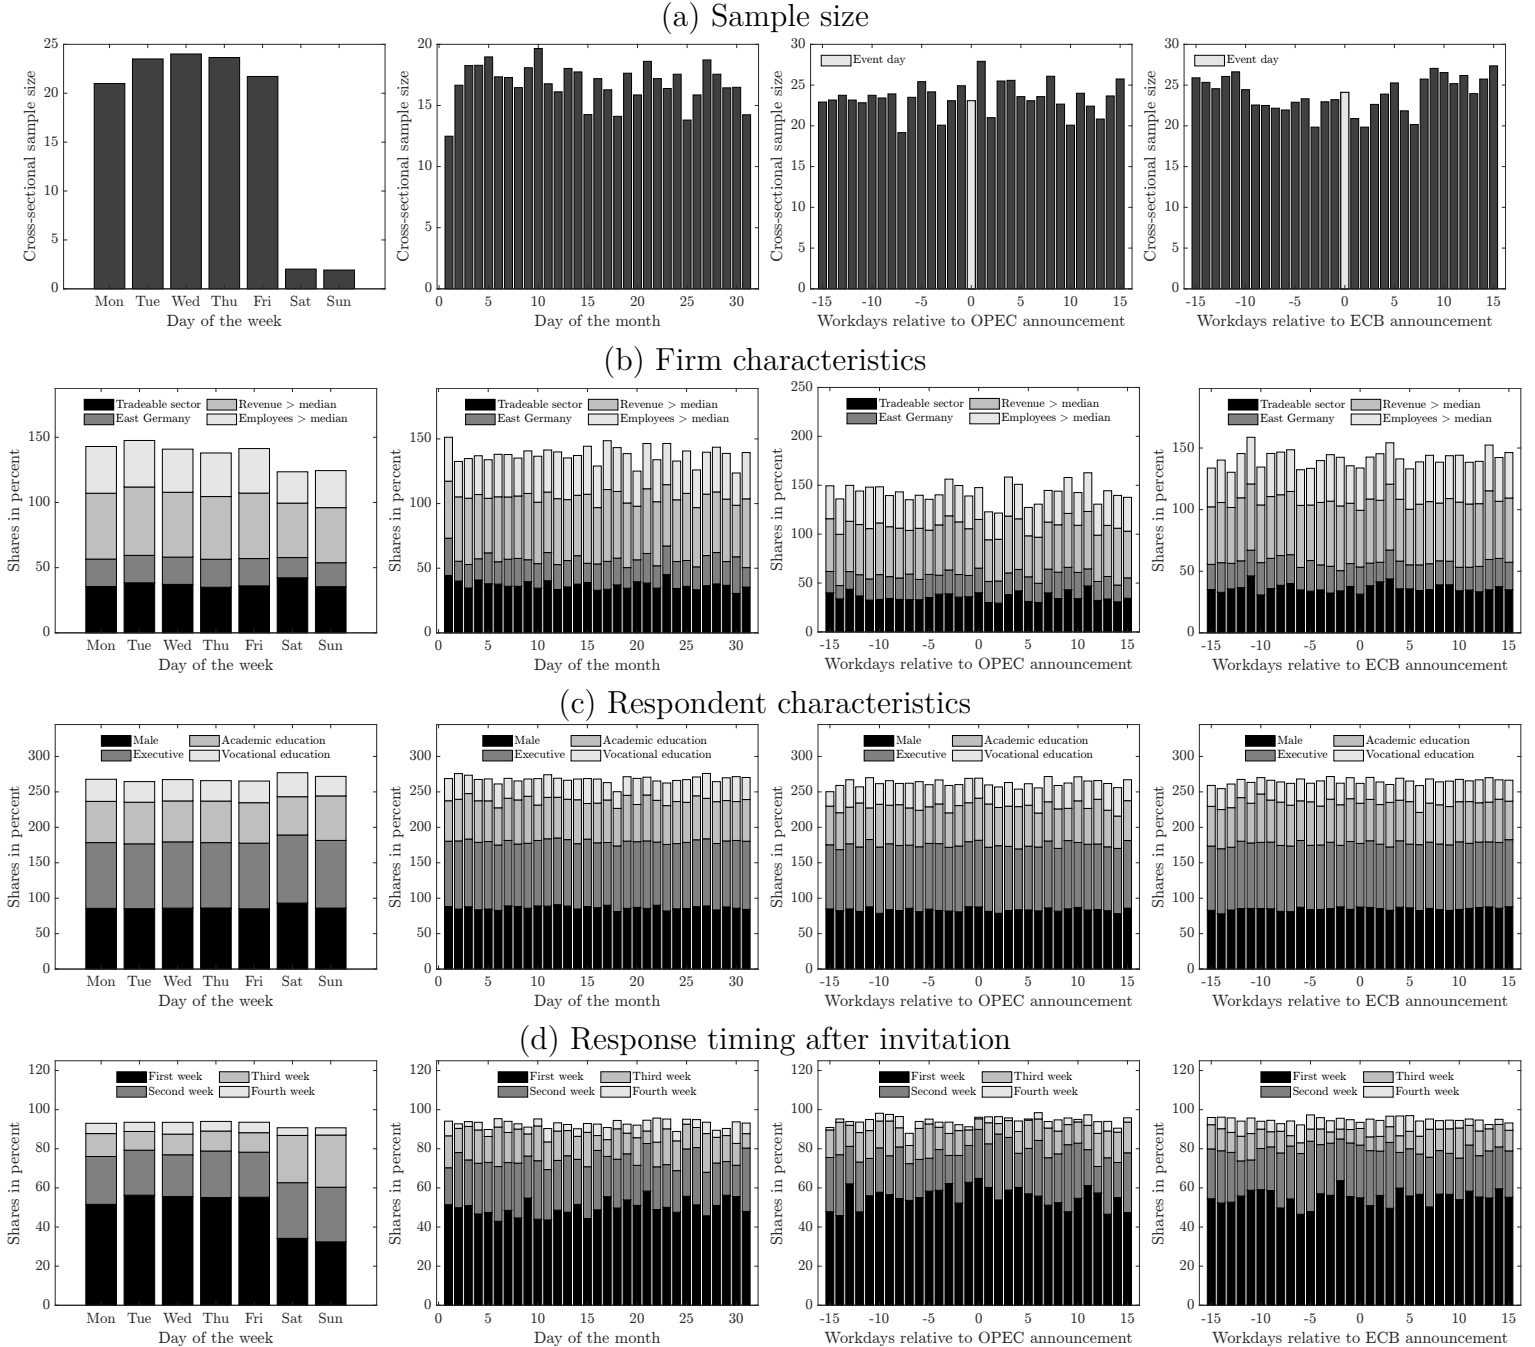 (a) Sample size
Cross-sectional sample size
25
20
15
10
5
0
Mon Tue Wed Thu Fri Sat Sun
Day of the week
Cross-sectional sample size
20
15
10
5
0
0 5 10 15 20 25 30
Day of the month
Cross-sectional sample size
30
25
20
15
10
5
0
Event day
-15 -10 -5 0 5 10 15
Workdays relative to OPEC announcement
Cross-sectional sample size
30
25
20
15
10
5
0
Event day
-15 -10 -5 0 5 10 15
Workdays relative to ECB announcement
(b) Firm characteristics
Shares in percent
150
100
50
0
Tradeable sector Revenue > median
East Germany Employees > median
Mon Tue Wed Thu Fri Sat Sun
Day of the week
Shares in percent
150
100
50
0
Tradeable sector Revenue > median
East Germany Employees > median
0 5 10 15 20 25 30
Day of the month
Shares in percent
250
200
150
100
50
0
Tradeable sector Revenue > median
East Germany Employees > median
-15 -10 -5 0 5 10 15
Workdays relative to OPEC announcement
Shares in percent
150
100
50
0
Tradeable sector Revenue > median
East Germany Employees > median
-15 -10 -5 0 5 10 15
Workdays relative to ECB announcement
(c) Respondent characteristics
Shares in percent
300
250
200
150
100
50
0
Male Academic education
Executive Vocational education
Mon Tue Wed Thu Fri Sat Sun
Day of the week
Shares in percent
300
250
200
150
100
50
0
Male Academic education
Executive Vocational education
0 5 10 15 20 25 30
Day of the month
Shares in percent
300
250
200
150
100
50
0
Male Academic education
Executive Vocational education
-15 -10 -5 0 5 10 15
Workdays relative to OPEC announcement
Shares in percent
300
250
200
150
100
50
0
Male Academic education
Executive Vocational education
-15 -10 -5 0 5 10 15
Workdays relative to ECB announcement
(d) Response timing after invitation
Shares in percent
120
100
80
60
40
20
0
First week Third week
Second week Fourth week
Mon Tue Wed Thu Fri Sat Sun
Day of the week
Shares in percent
120
100
80
60
40
20
0
First week Third week
Second week Fourth week
0 5 10 15 20 25 30
Day of the month
Shares in percent
120
100
80
60
40
20
0
First week Third week
Second week Fourth week
-15 -10 -5 0 5 10 15
Workdays relative to OPEC announcement
Shares in percent
120
100
80
60
40
20
0
First week Third week
Second week Fourth week
-15 -10 -5 0 5 10 15
Workdays relative to ECB announcement